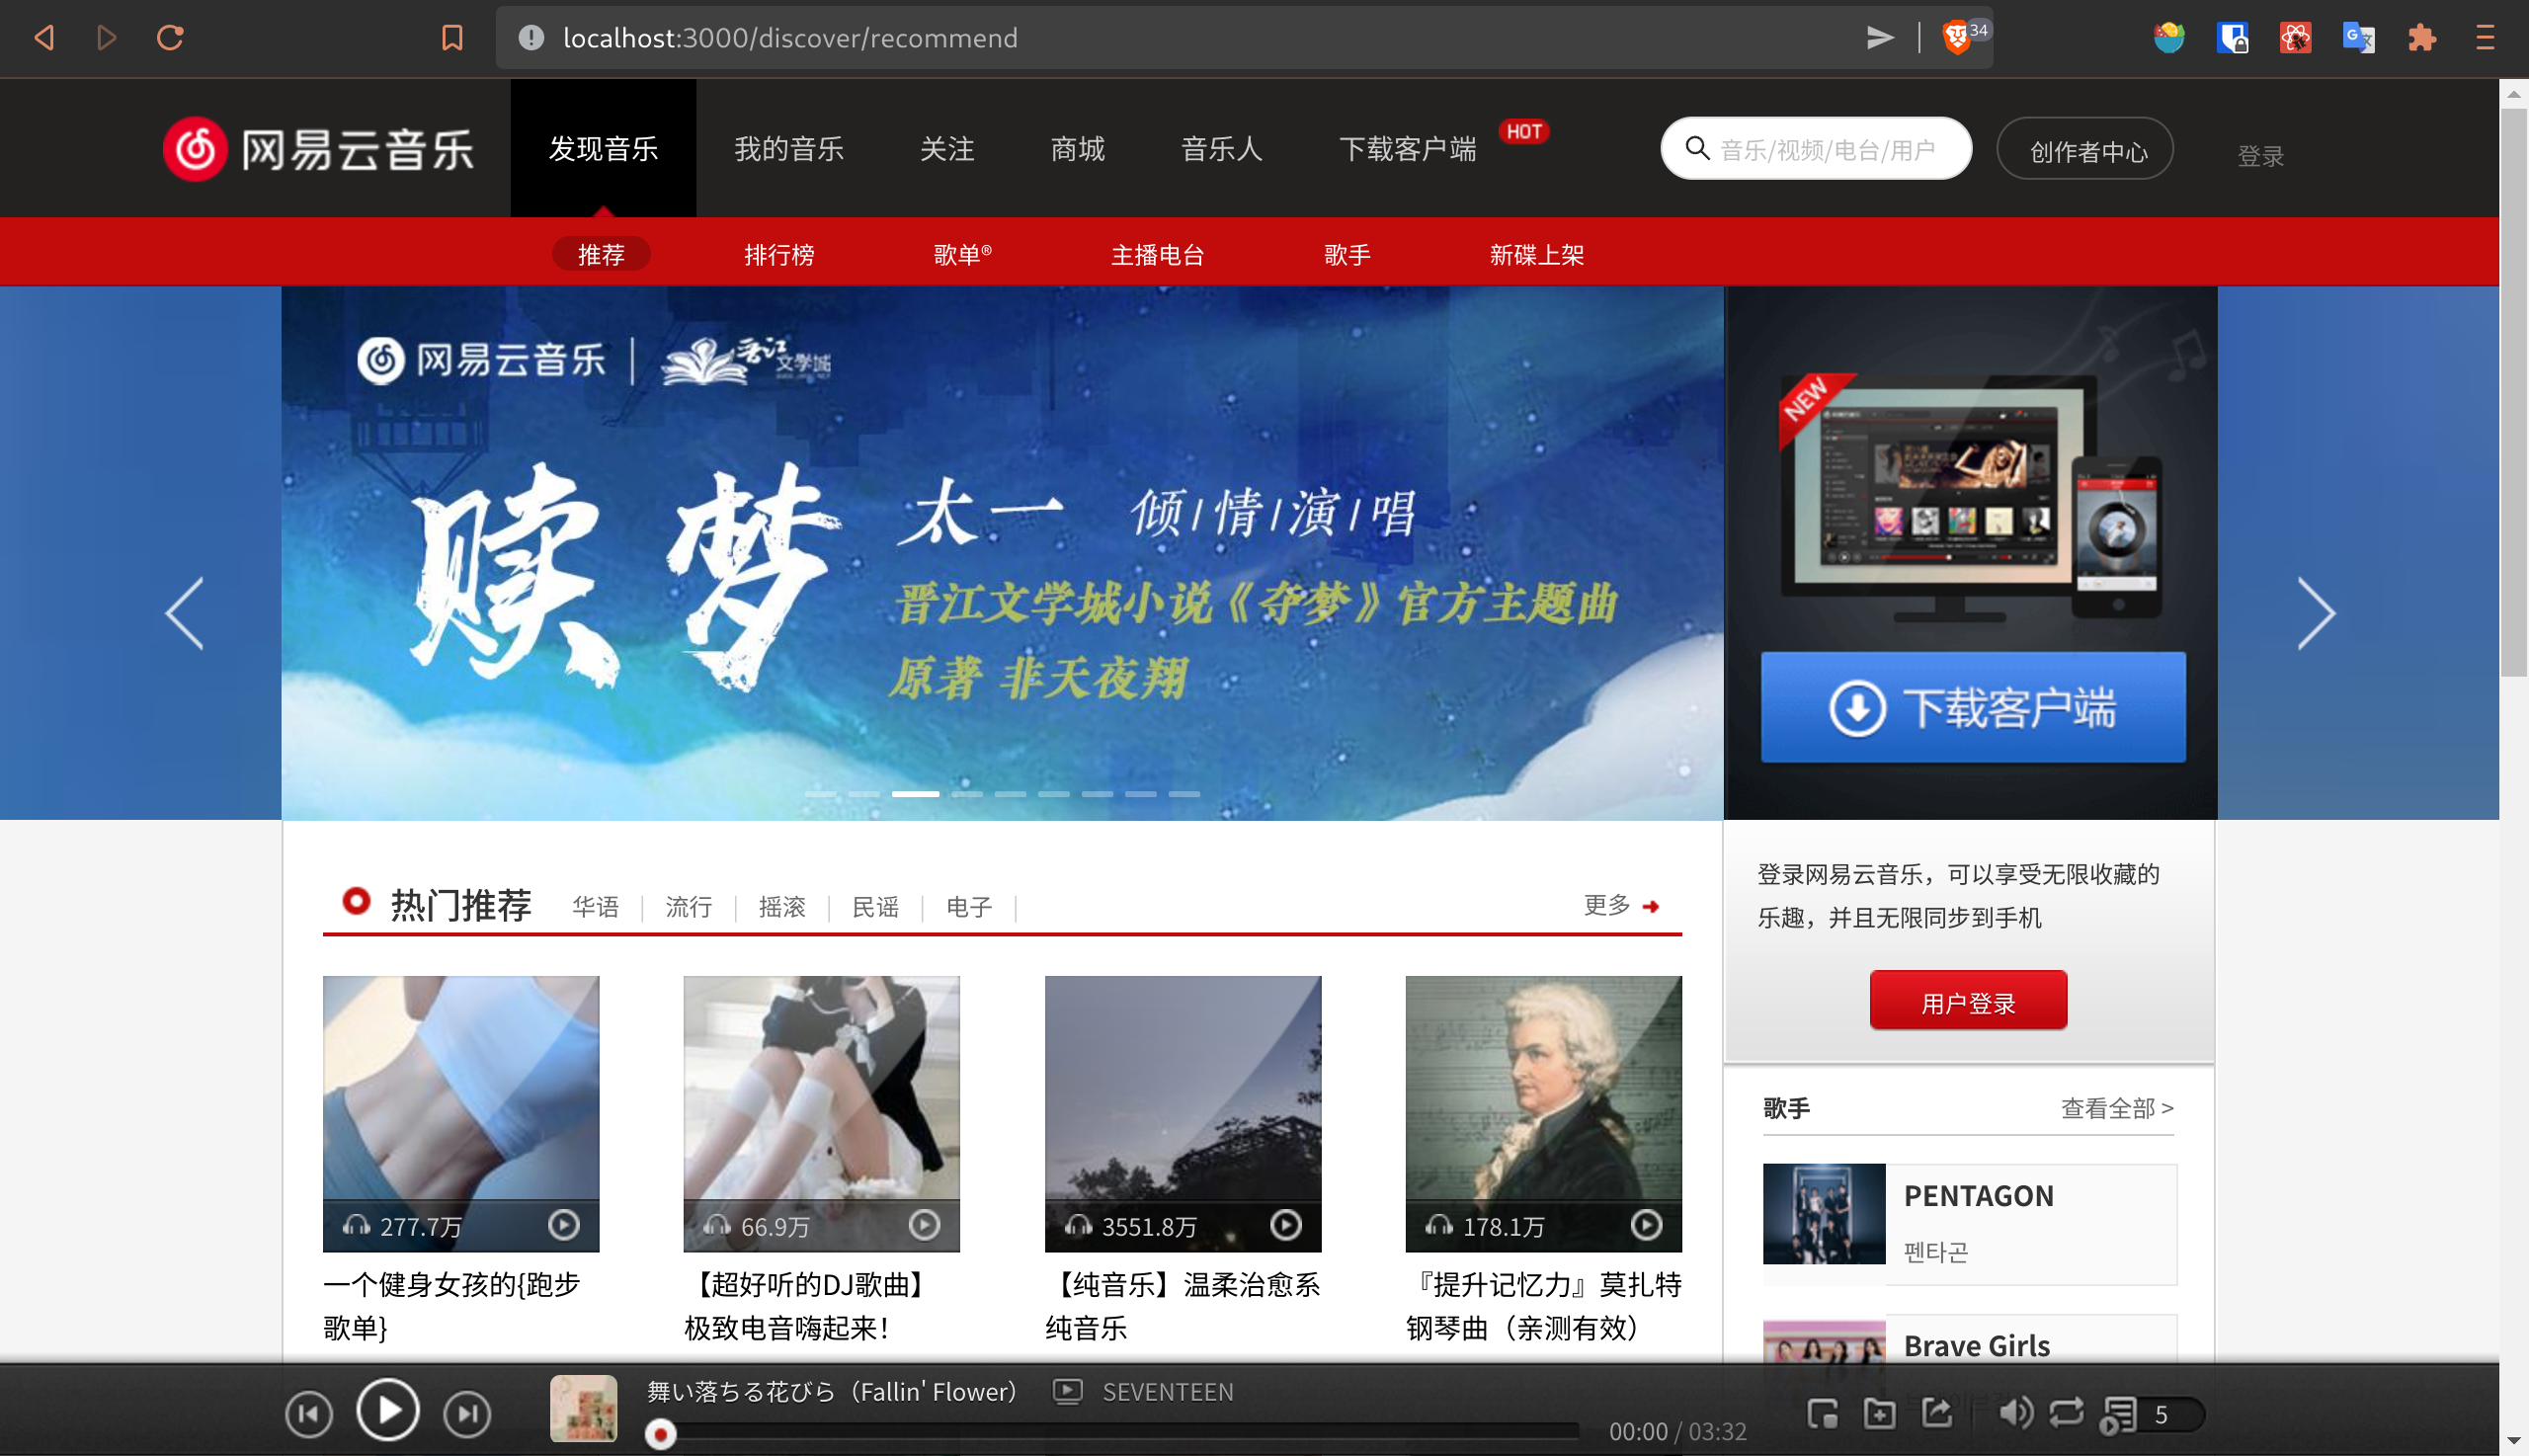 localhost:3000/discover/recommend
34
网易云音乐
发现音乐
我的音乐
关注
商城
音乐人
下载客户端
HOT
音乐/视频/电台/用户
创作者中心
登录
推荐
排行榜
歌单®
主播电台
歌手
新碟上架
网易云音乐
晋江文学城
赎梦
太一 倾/情/演/唱
晋江文学城小说《夺梦》官方主题曲
原著 非天夜翔
NEW
下载客户端
热门推荐
华语
流行
摇滚
民谣
电子
更多
登录网易云音乐，可以享受无限收藏的
乐趣，并且无限同步到手机
用户登录
277.7万
66.9万
3551.8万
178.1万
一个健身女孩的{跑步
歌单}
【超好听的DJ歌曲】
极致电音嗨起来！
【纯音乐】温柔治愈系
纯音乐
『提升记忆力』莫扎特
钢琴曲（亲测有效）
歌手
查看全部 >
PENTAGON
펜타곤
Brave Girls
舞い落ちる花びら（Fallin' Flower）
SEVENTEEN
00:00 / 03:32
5